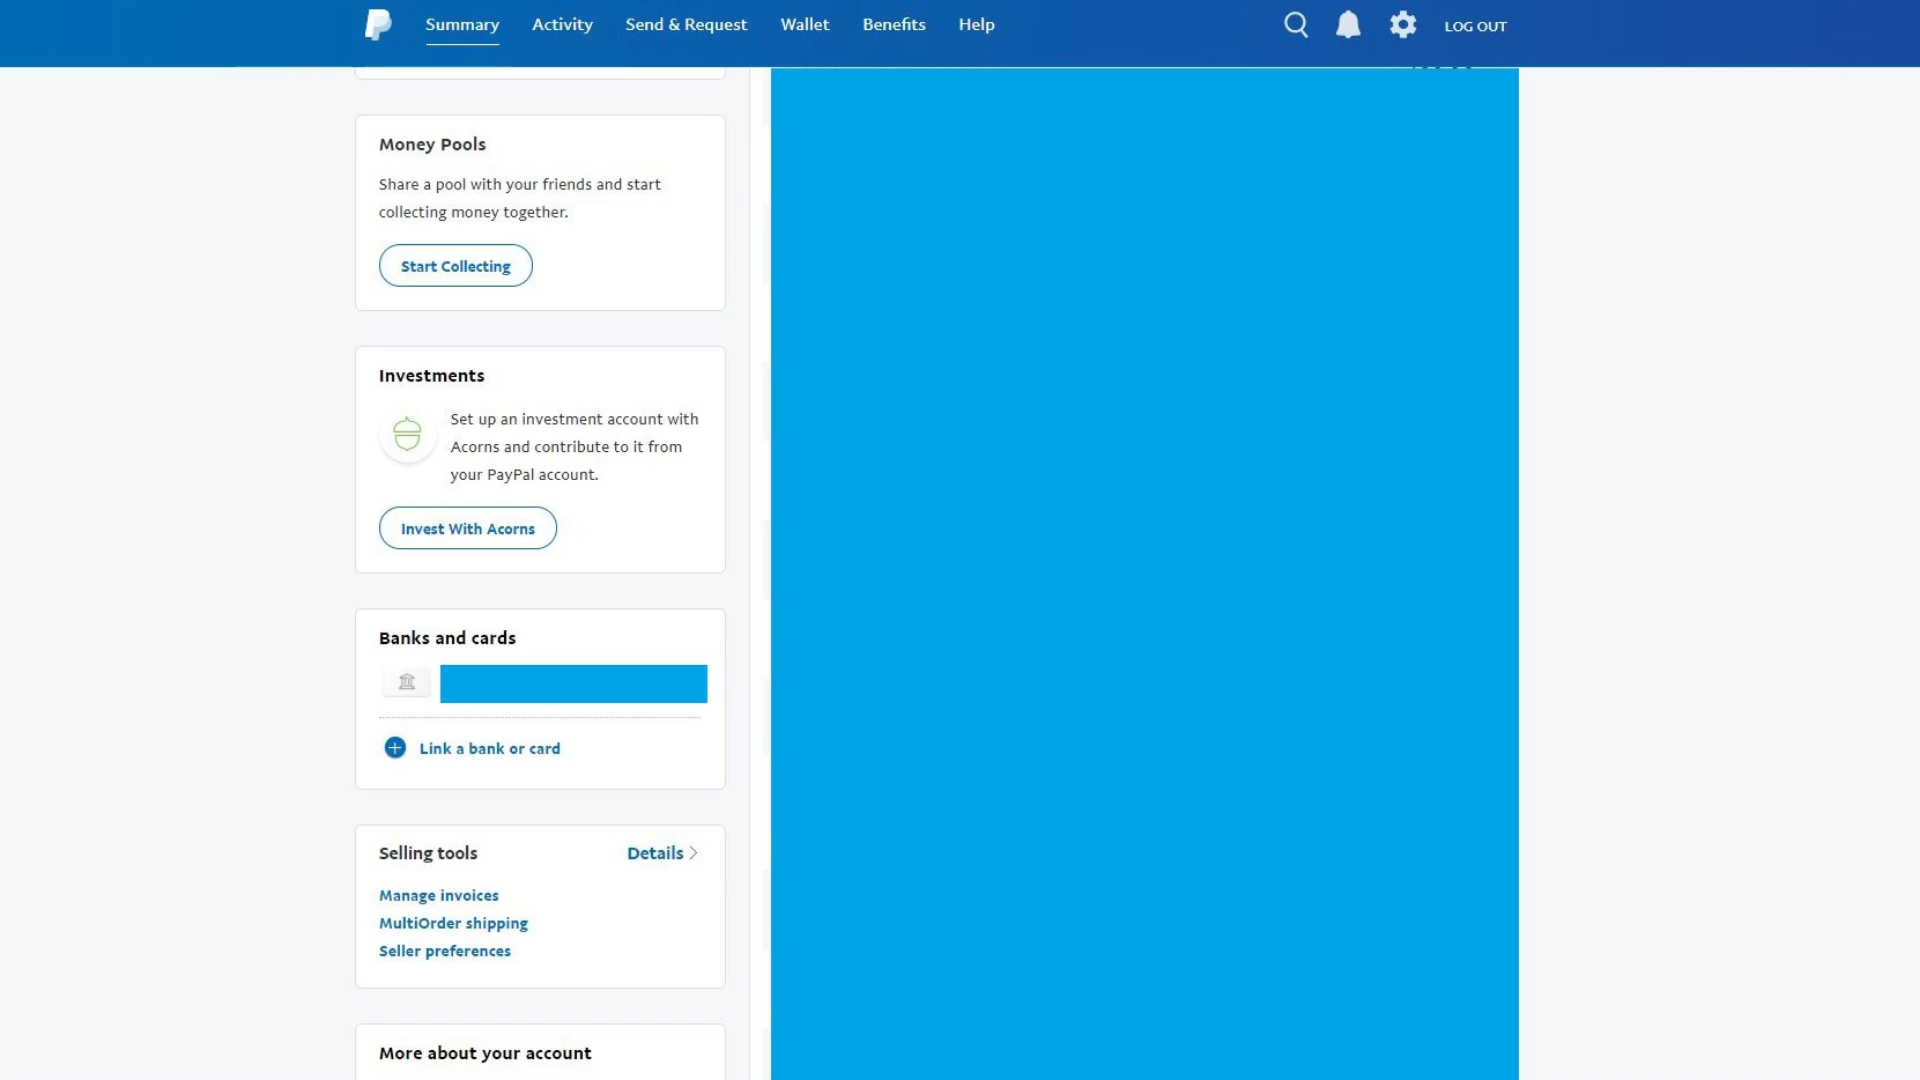 Summary
Activity
Send & Request
Wallet
Benefits
Help
LOG OUT
Money Pools
Share a pool with your friends and start
collecting money together.
Start Collecting
Investments
Set up an investment account with
Acorns and contribute to it from
your PayPal account.
Invest With Acorns
Banks and cards
Link a bank or card
Selling tools
Details
Manage invoices
MultiOrder shipping
Seller preferences
More about your account